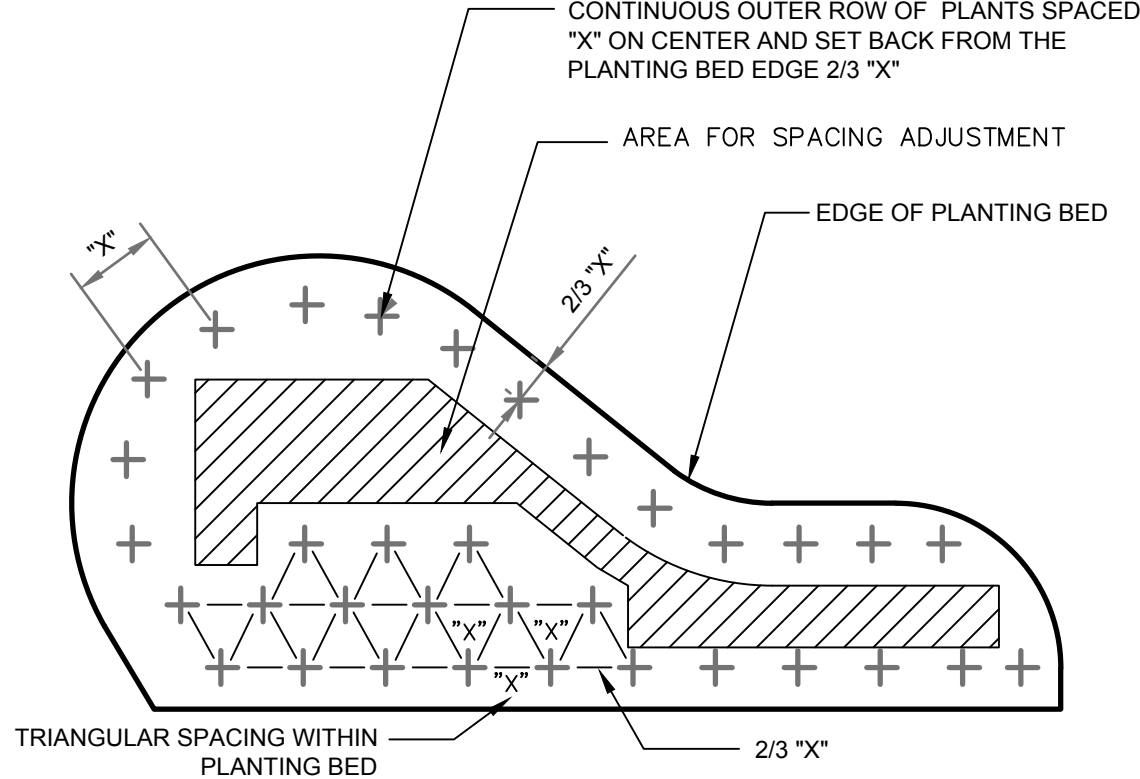 CONTINUOUS OUTER ROW OF PLANTS SPACED
"X" ON CENTER AND SET BACK FROM THE
PLANTING BED EDGE 2/3 "X"
AREA FOR SPACING ADJUSTMENT
EDGE OF PLANTING BED
"X"
2/3 "X"
"X"
"X"
"X"
TRIANGULAR SPACING WITHIN
PLANTING BED
2/3 "X"